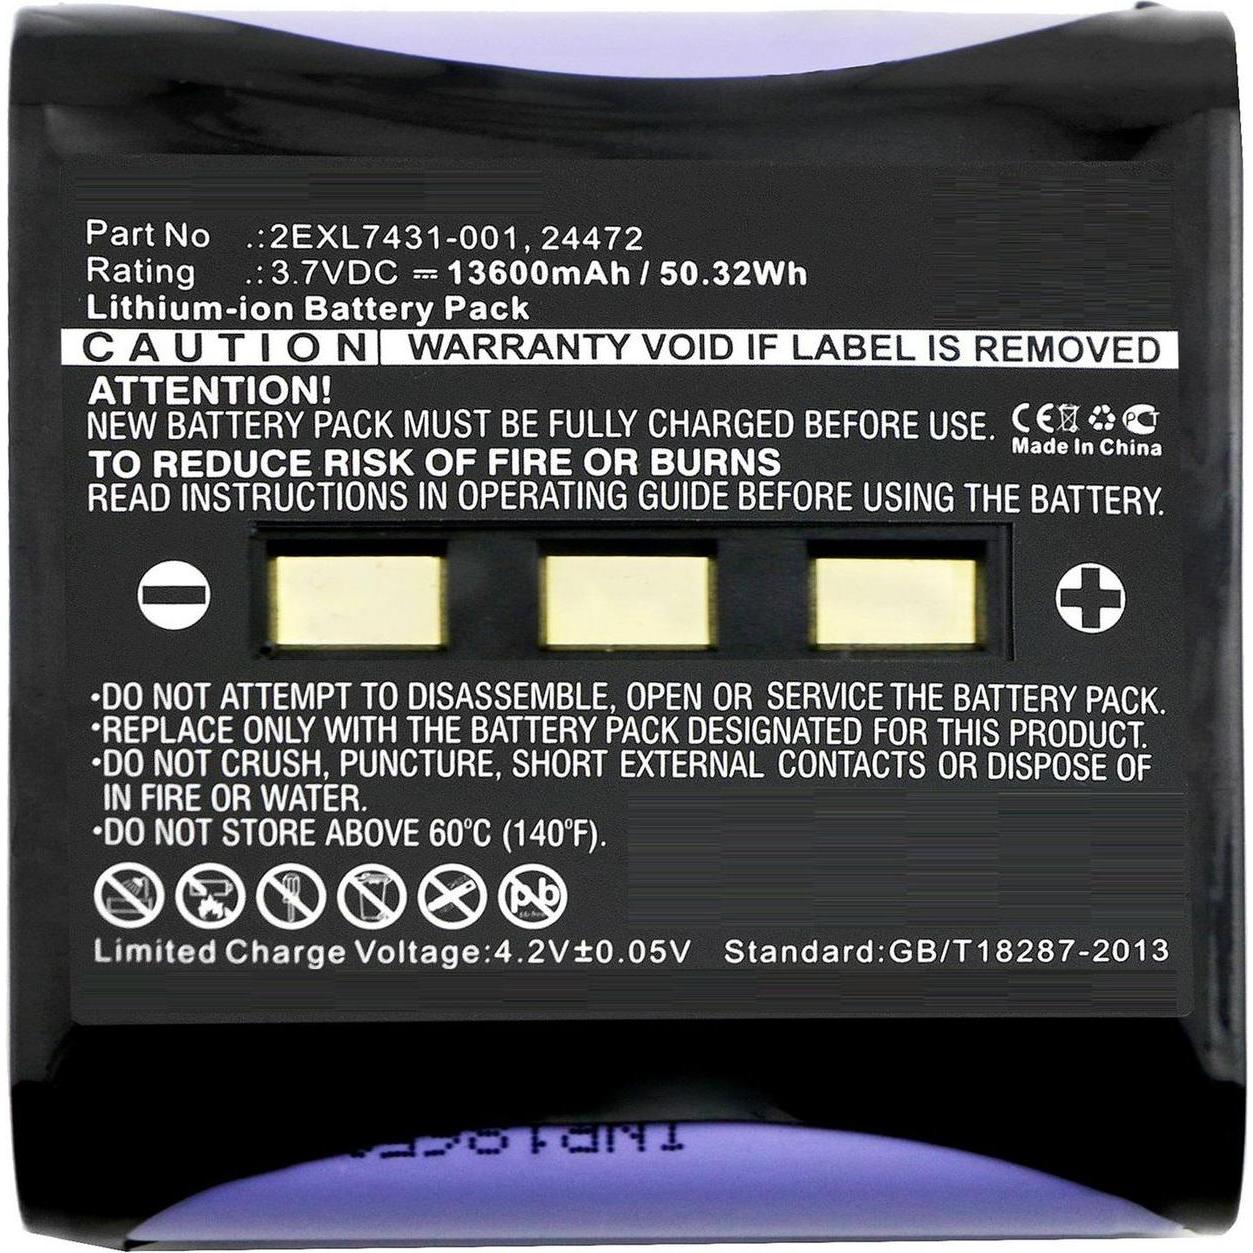 Part No .:2EXL7431-001, 24472
Rating .:3.7VDC ⎓ 13600mAh / 50.32Wh
Lithium-ion Battery Pack
CAUTION WARRANTY VOID IF LABEL IS REMOVED
ATTENTION!
NEW BATTERY PACK MUST BE FULLY CHARGED BEFORE USE. CE PCT
Made In China
TO REDUCE RISK OF FIRE OR BURNS
READ INSTRUCTIONS IN OPERATING GUIDE BEFORE USING THE BATTERY.
•DO NOT ATTEMPT TO DISASSEMBLE, OPEN OR SERVICE THE BATTERY PACK.
•REPLACE ONLY WITH THE BATTERY PACK DESIGNATED FOR THIS PRODUCT.
•DO NOT CRUSH, PUNCTURE, SHORT EXTERNAL CONTACTS OR DISPOSE OF
IN FIRE OR WATER.
•DO NOT STORE ABOVE 60ºC (140ºF).
pb
Limited Charge Voltage:4.2V±0.05V Standard:GB/T18287-2013